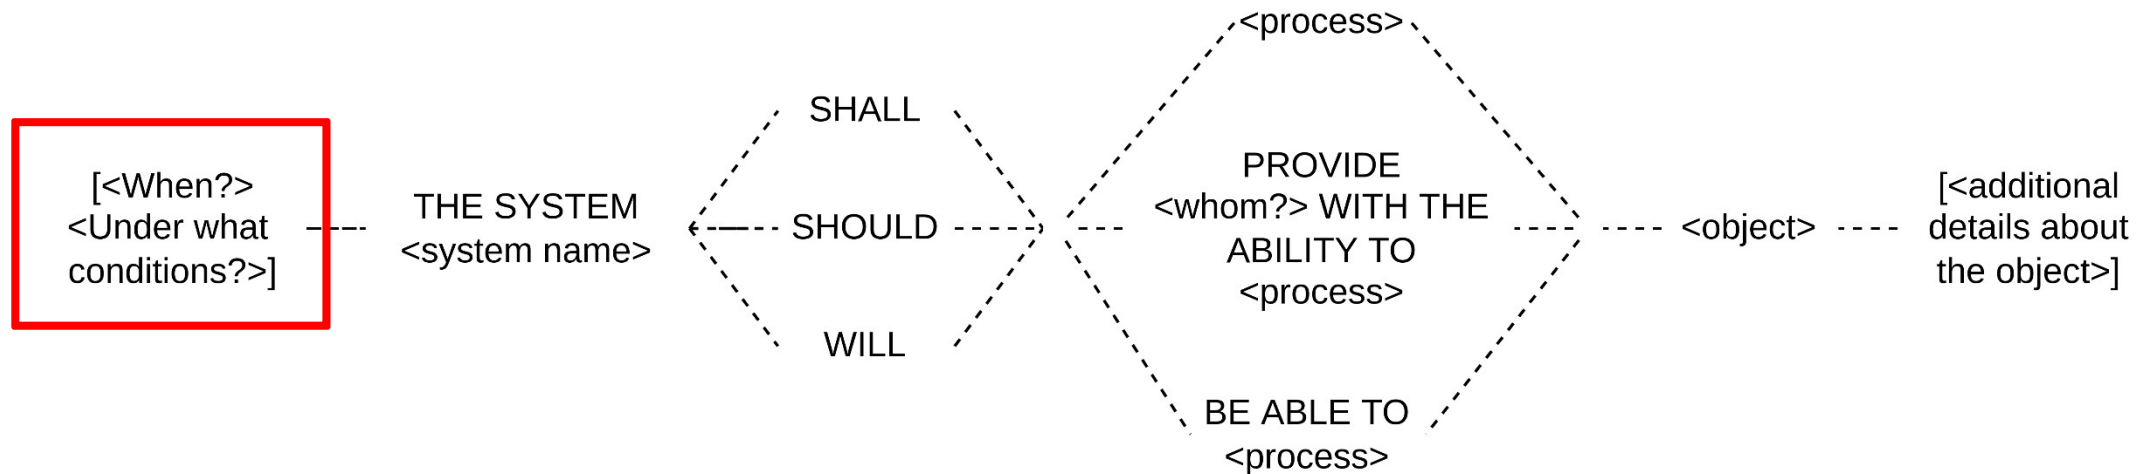 [<When?>
<Under what
conditions?>]
THE SYSTEM
<system name>
SHALL
SHOULD
WILL
<process>
PROVIDE
<whom?> WITH THE
ABILITY TO
<process>
BE ABLE TO
<process>
<object>
[<additional
details about
the object>]